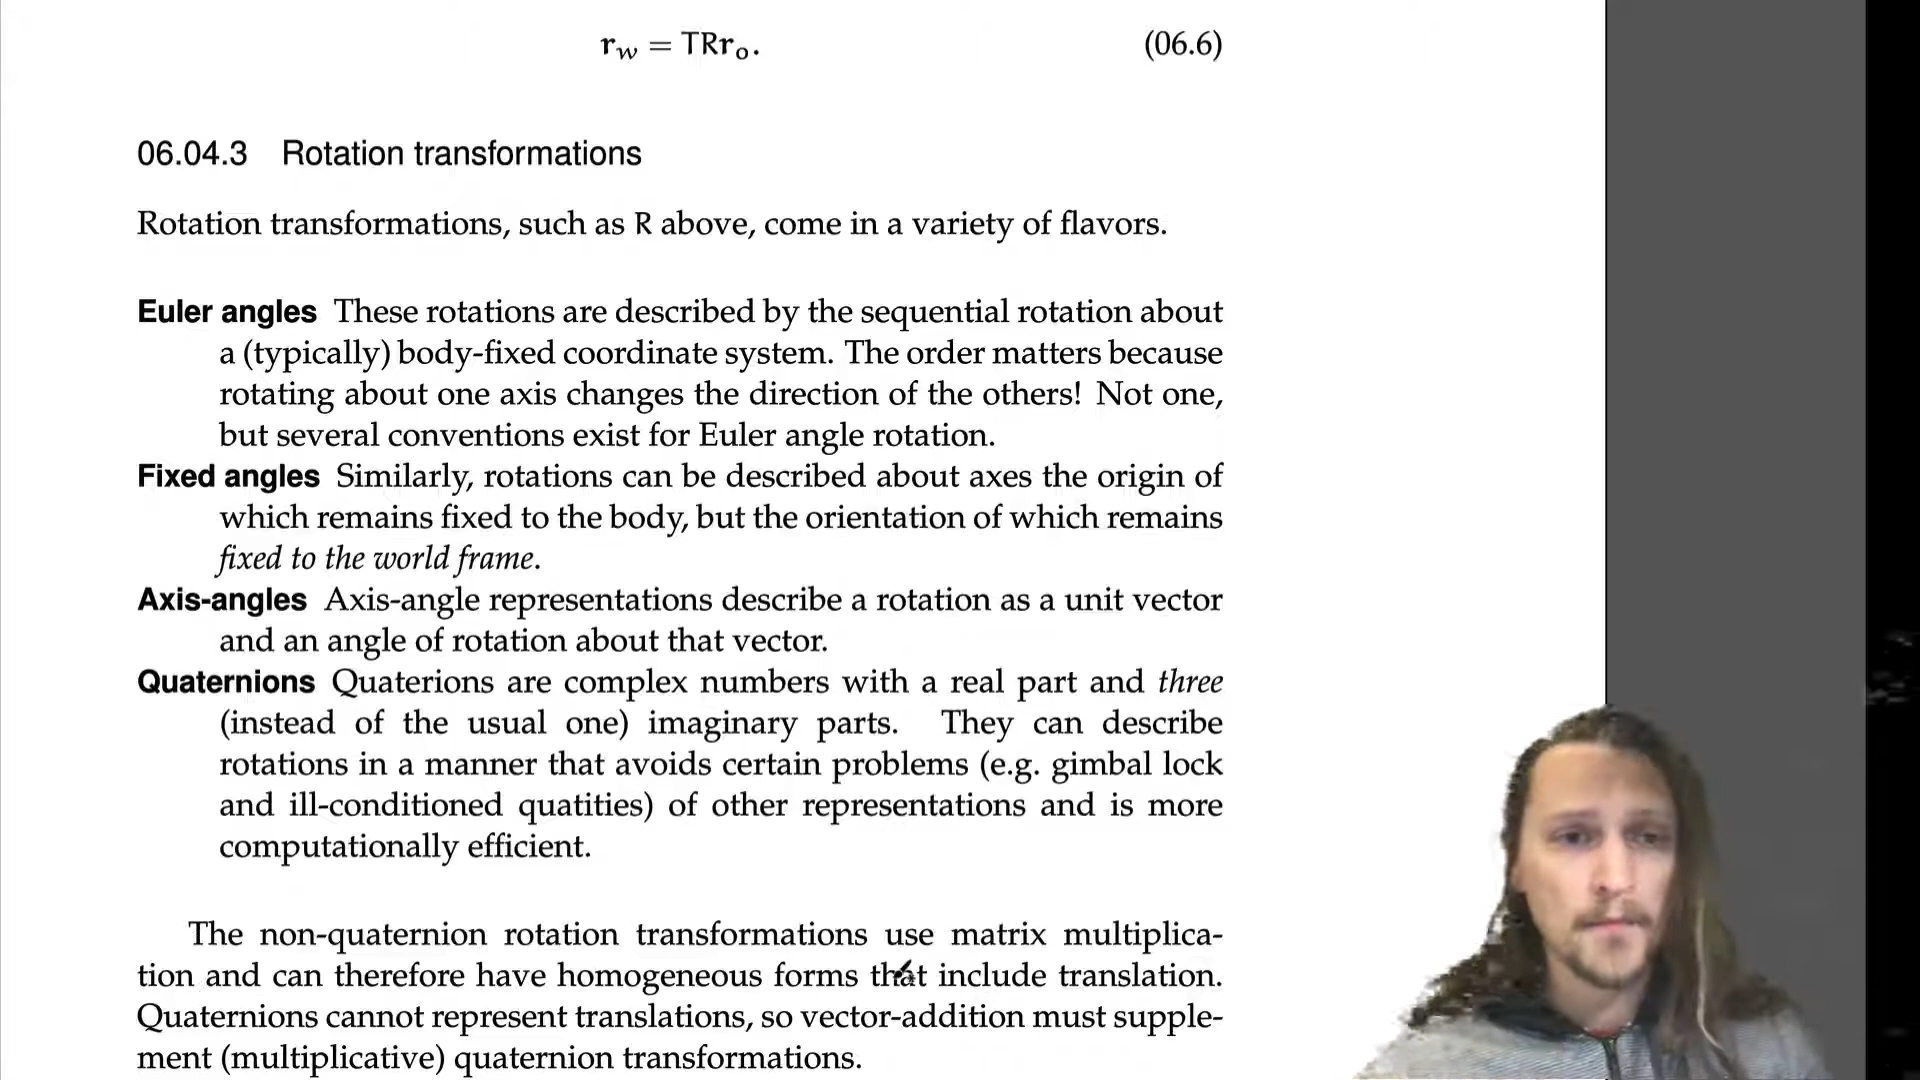 r_w = TRr_o. (06.6)
06.04.3 Rotation transformations
Rotation transformations, such as R above, come in a variety of flavors.
Euler angles These rotations are described by the sequential rotation about
a (typically) body-fixed coordinate system. The order matters because
rotating about one axis changes the direction of the others! Not one,
but several conventions exist for Euler angle rotation.
Fixed angles Similarly, rotations can be described about axes the origin of
which remains fixed to the body, but the orientation of which remains
fixed to the world frame.
Axis-angles Axis-angle representations describe a rotation as a unit vector
and an angle of rotation about that vector.
Quaternions Quaterions are complex numbers with a real part and three
(instead of the usual one) imaginary parts. They can describe
rotations in a manner that avoids certain problems (e.g. gimbal lock
and ill-conditioned quatities) of other representations and is more
computationally efficient.
The non-quaternion rotation transformations use matrix multiplica-
tion and can therefore have homogeneous forms that include translation.
Quaternions cannot represent translations, so vector-addition must supple-
ment (multiplicative) quaternion transformations.